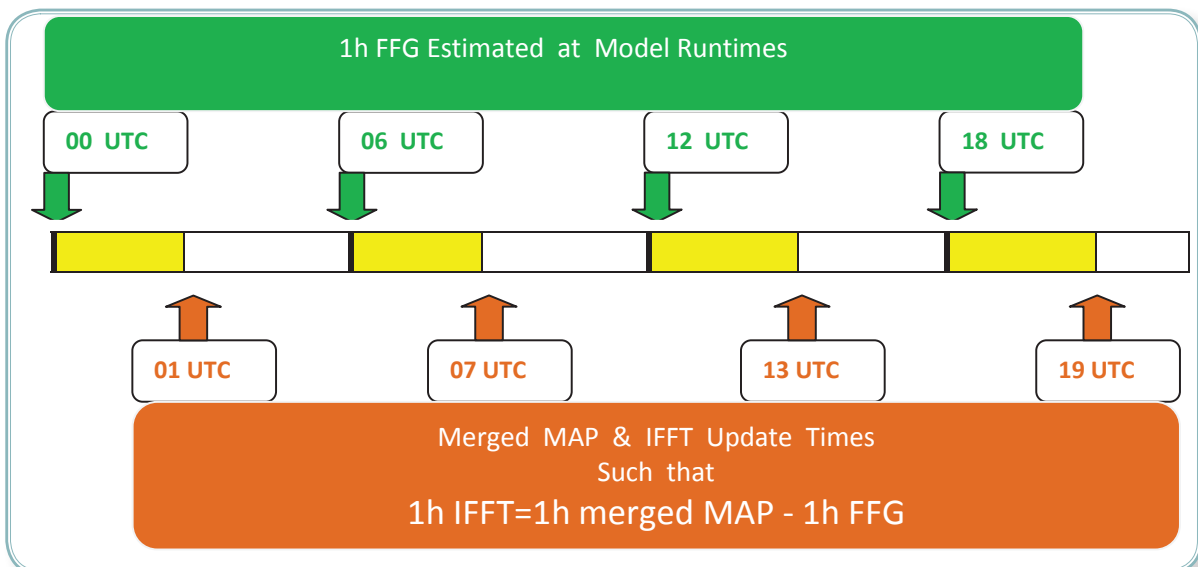 1h FFG Estimated at Model Runtimes
00 UTC
06 UTC
12 UTC
18 UTC
01 UTC
07 UTC
13 UTC
19 UTC
Merged MAP & IFFT Update Times
Such that
1h IFFT=1h merged MAP - 1h FFG